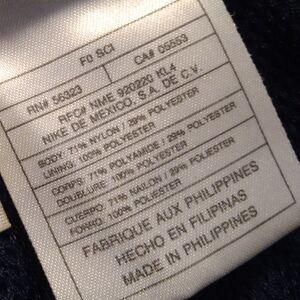 F0 SCI
RN# 56323
CA# 05553
RFC# NME 920220 KL4
NIKE DE MEXICO, S.A. DE C.V.
BODY: 71% NYLON / 29% POLYESTER
LINING: 100% POLYESTER
CORPS: 71% POLYAMIDE / 29% POLYESTER
DOUBLURE: 100% POLYESTER
CUERPO: 71% NAILON / 29% POLIESTER
FORRO: 100% POLIESTER
FABRIQUE AUX PHILIPPINES
HECHO EN FILIPINAS
MADE IN PHILIPPINES